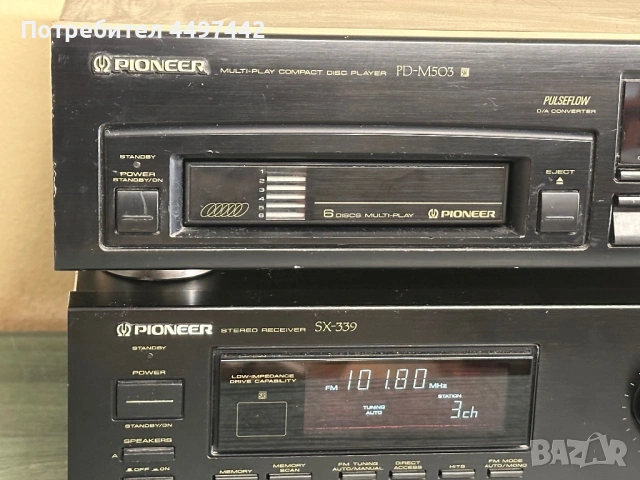 Потребител 4497442
PIONEER MULTI-PLAY COMPACT DISC PLAYER PD-M503
PULSEFLOW
D/A CONVERTER
STANDBY
POWER
STANDBY/ON
1
2
3
4
5
6
6 DISCS MULTI-PLAY PIONEER
EJECT
PIONEER STEREO RECEIVER SX-339
STANDBY
POWER
STANDBY/ON
SPEAKERS
A OFF ON
LOW-IMPEDANCE
DRIVE CAPABILITY
FM 101.80 MHz
TUNING
AUTO
STATION
3ch
MEMORY
MEMORY
SCAN
FM TUNING
AUTO/MANUAL
DIRECT
ACCESS
HITS
FM MODE
AUTO/MONO
BAZAR